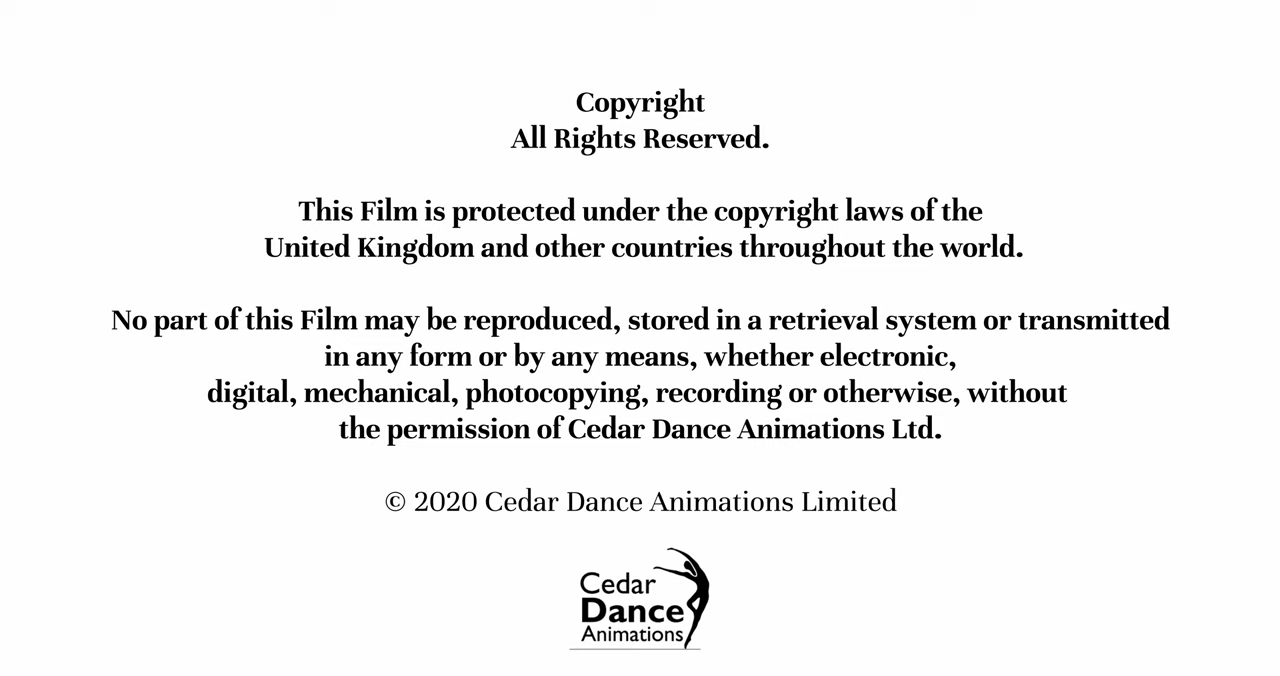 Copyright
All Rights Reserved.
This Film is protected under the copyright laws of the
United Kingdom and other countries throughout the world.
No part of this Film may be reproduced, stored in a retrieval system or transmitted
in any form or by any means, whether electronic,
digital, mechanical, photocopying, recording or otherwise, without
the permission of Cedar Dance Animations Ltd.
© 2020 Cedar Dance Animations Limited
Cedar
Dance
Animations